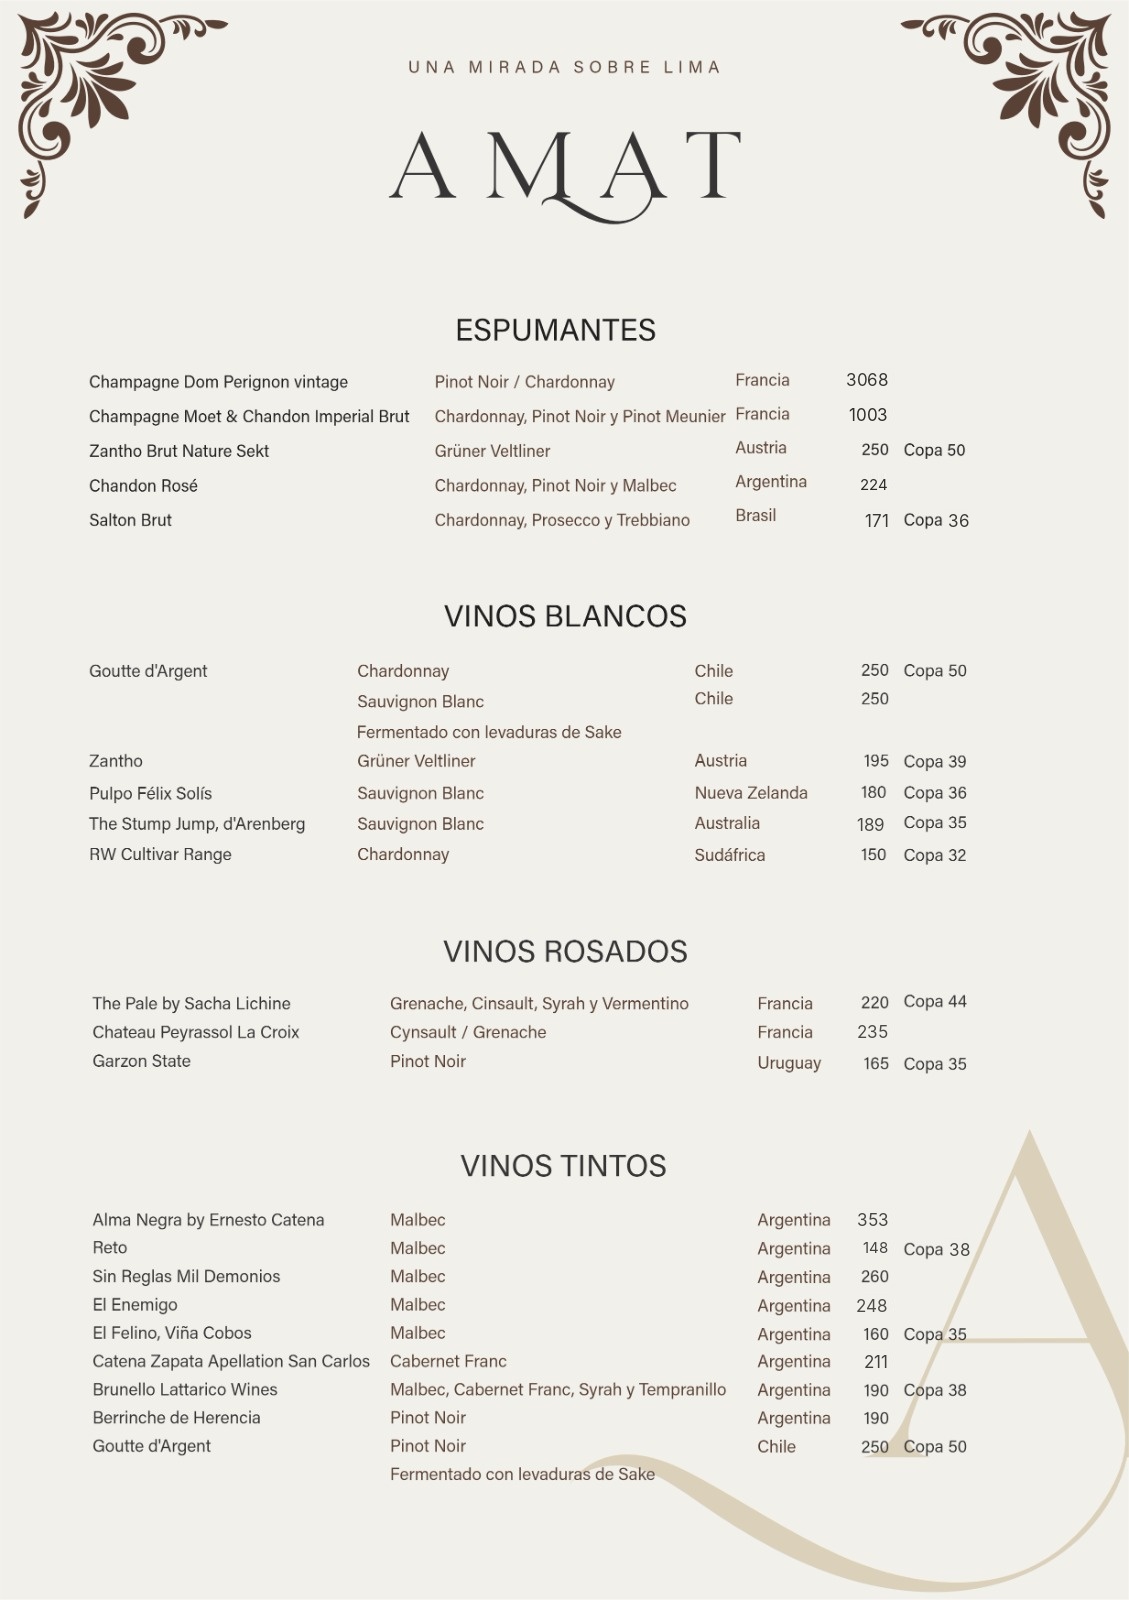 UNA MIRADA SOBRE LIMA
AMAT
ESPUMANTES
Champagne Dom Perignon vintage Pinot Noir / Chardonnay Francia 3068
Champagne Moet & Chandon Imperial Brut Chardonnay, Pinot Noir y Pinot Meunier Francia 1003
Zantho Brut Nature Sekt Grüner Veltliner Austria 250 Copa 50
Chandon Rosé Chardonnay, Pinot Noir y Malbec Argentina 224
Salton Brut Chardonnay, Prosecco y Trebbiano Brasil 171 Copa 36
VINOS BLANCOS
Goutte d'Argent Chardonnay Chile 250 Copa 50
Sauvignon Blanc Chile 250
Fermentado con levaduras de Sake
Zantho Grüner Veltliner Austria 195 Copa 39
Pulpo Félix Solís Sauvignon Blanc Nueva Zelanda 180 Copa 36
The Stump Jump, d'Arenberg Sauvignon Blanc Australia 189 Copa 35
RW Cultivar Range Chardonnay Sudáfrica 150 Copa 32
VINOS ROSADOS
The Pale by Sacha Lichine Grenache, Cinsault, Syrah y Vermentino Francia 220 Copa 44
Chateau Peyrassol La Croix Cynsault / Grenache Francia 235
Garzon State Pinot Noir Uruguay 165 Copa 35
VINOS TINTOS
Alma Negra by Ernesto Catena Malbec Argentina 353
Reto Malbec Argentina 148 Copa 38
Sin Reglas Mil Demonios Malbec Argentina 260
El Enemigo Malbec Argentina 248
El Felino, Viña Cobos Malbec Argentina 160 Copa 35
Catena Zapata Apellation San Carlos Cabernet Franc Argentina 211
Brunello Lattarico Wines Malbec, Cabernet Franc, Syrah y Tempranillo Argentina 190 Copa 38
Berrinche de Herencia Pinot Noir Argentina 190
Goutte d'Argent Pinot Noir Chile 250 Copa 50
Fermentado con levaduras de Sake
A